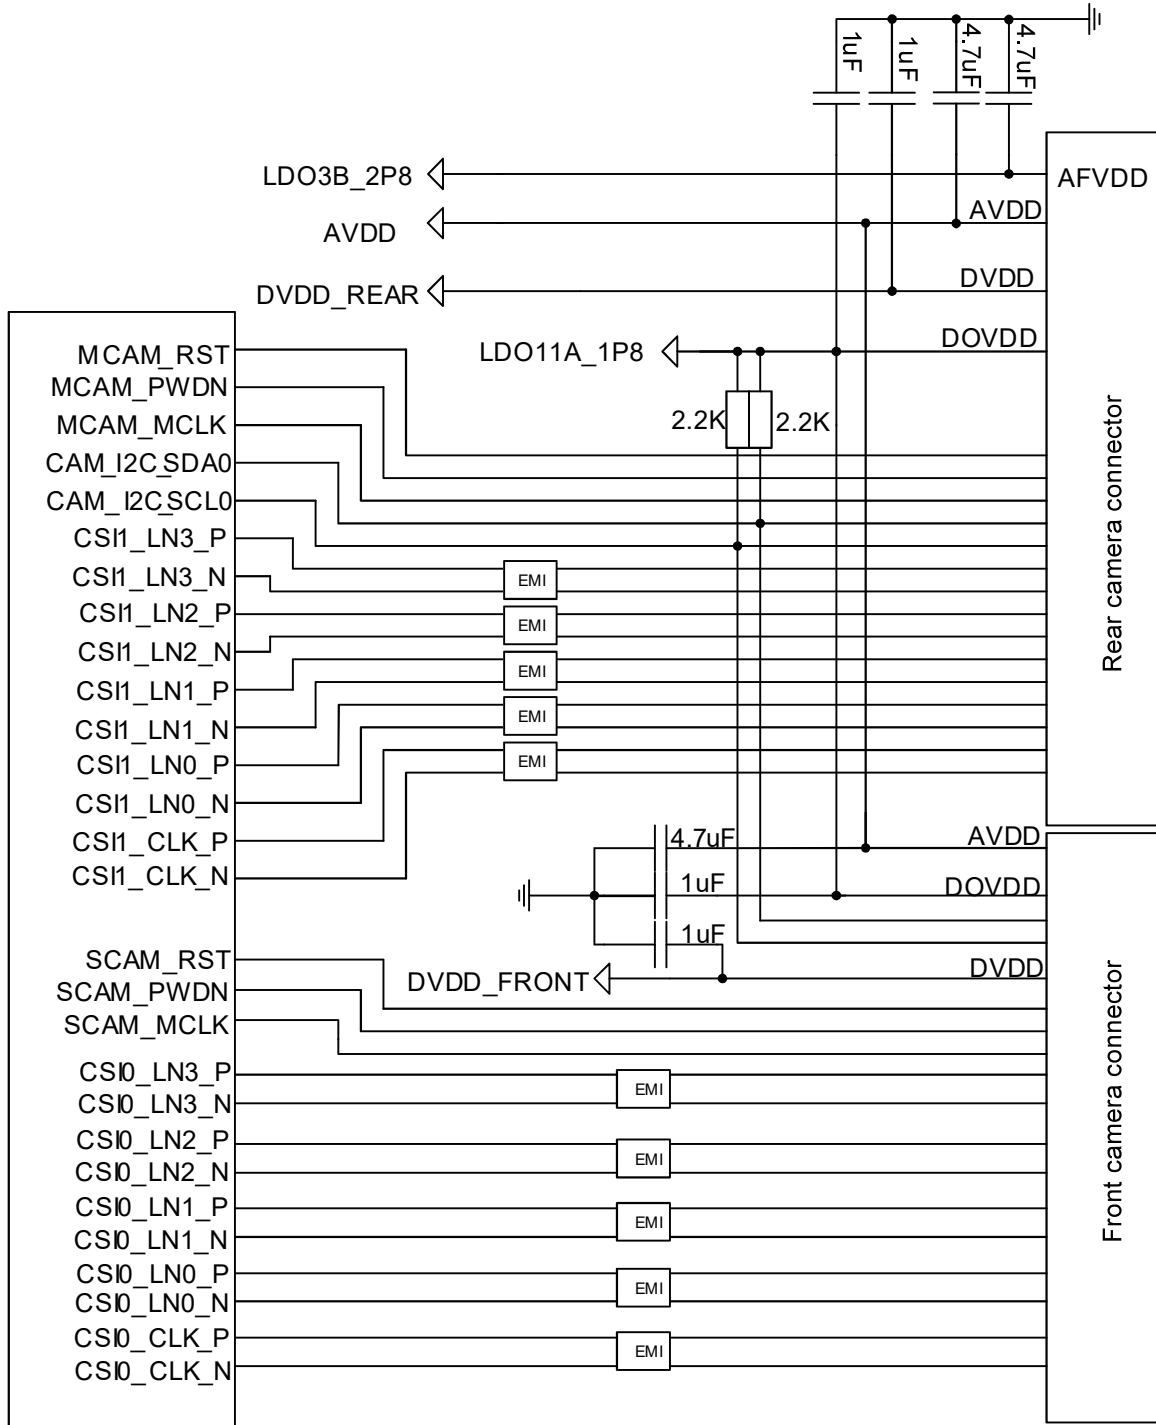 1uF
1uF
4.7uF
4.7uF
LDO3B_2P8
AFVDD
AVDD
AVDD
DVDD_REAR
DVDD
LDO11A_1P8
DOVDD
2.2K
2.2K
Rear camera connector
MCAM_RST
MCAM_PWDN
MCAM_MCLK
CAM_I2C_SDA0
CAM_I2C_SCL0
CSI1_LN3_P
CSI1_LN3_N
EMI
CSI1_LN2_P
EMI
CSI1_LN2_N
CSI1_LN1_P
EMI
CSI1_LN1_N
EMI
CSI1_LN0_P
EMI
CSI1_LN0_N
CSI1_CLK_P
CSI1_CLK_N
4.7uF
AVDD
1uF
DOVDD
1uF
DVDD_FRONT
DVDD
Front camera connector
SCAM_RST
SCAM_PWDN
SCAM_MCLK
CSI0_LN3_P
EMI
CSI0_LN3_N
CSI0_LN2_P
EMI
CSI0_LN2_N
CSI0_LN1_P
EMI
CSI0_LN1_N
CSI0_LN0_P
EMI
CSI0_LN0_N
CSI0_CLK_P
EMI
CSI0_CLK_N